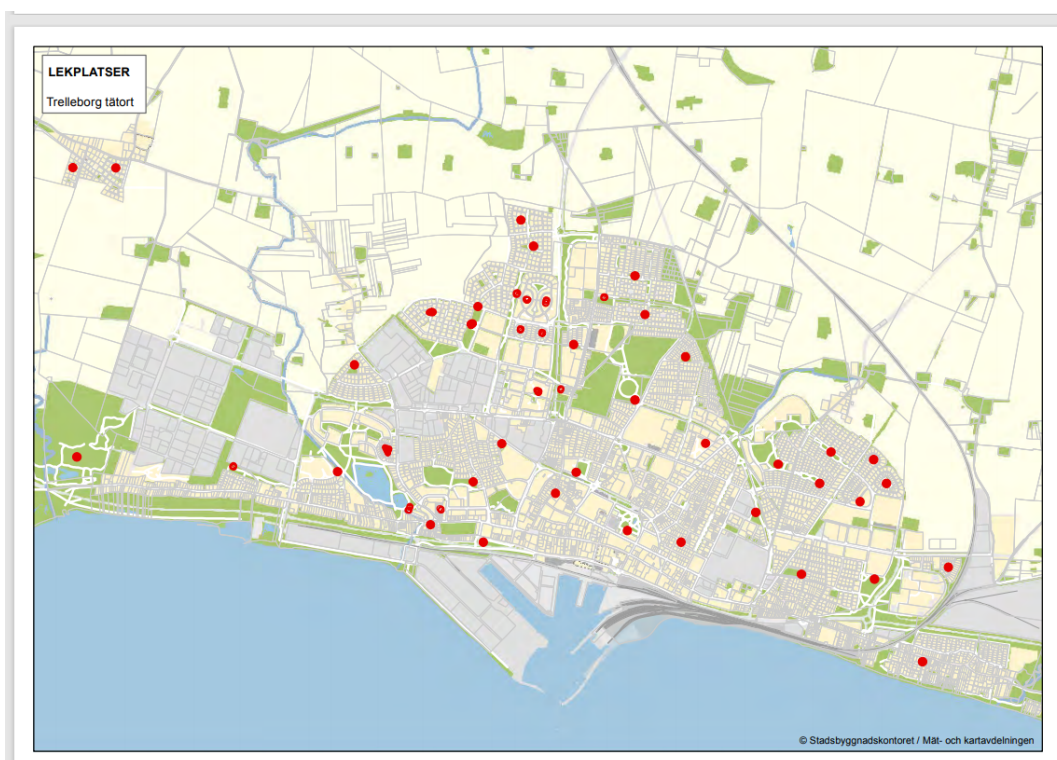 LEKPLATSER
Trelleborg tätort
© Stadsbyggnadskontoret / Mät- och kartavdelningen